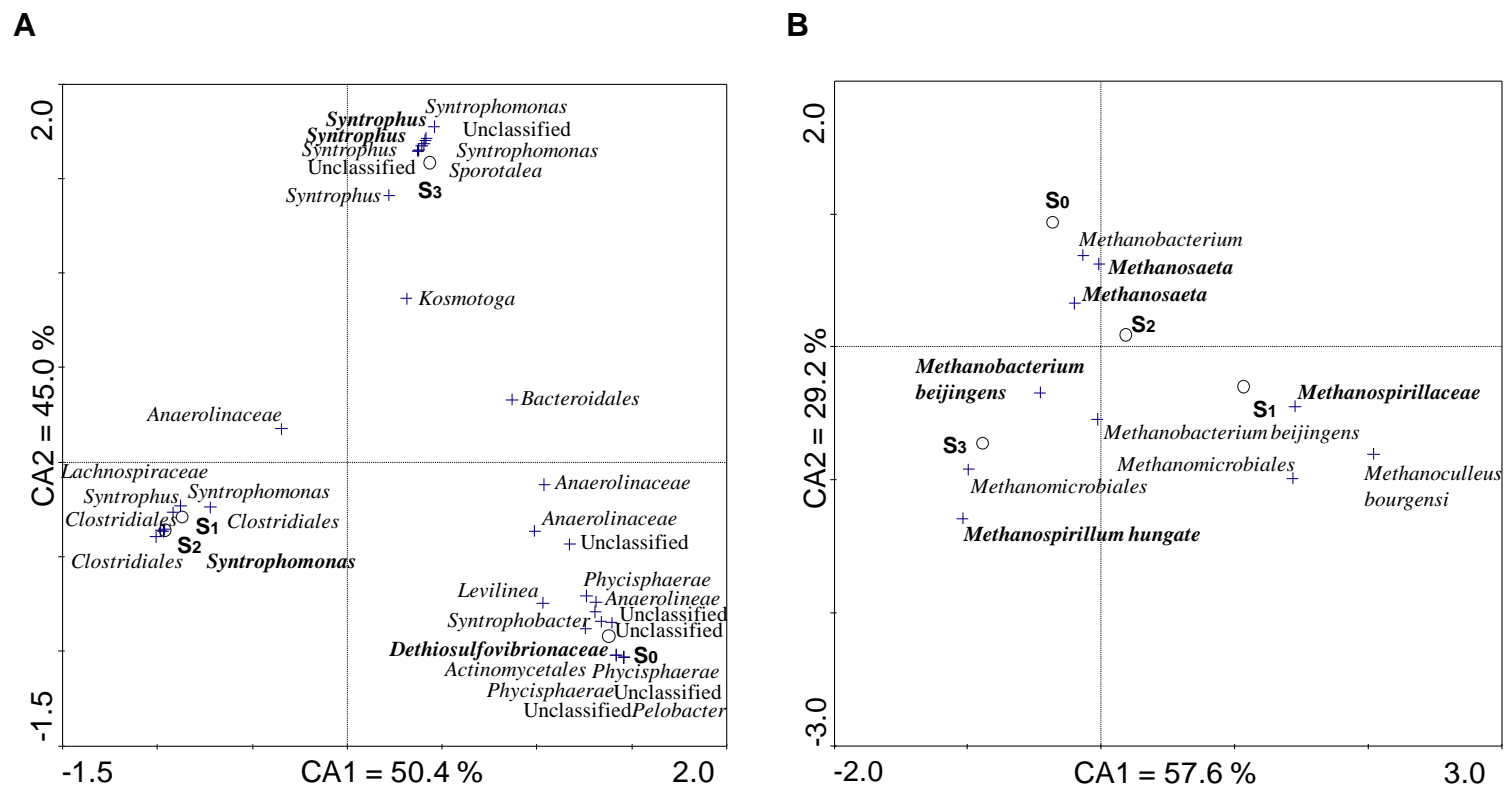 A
B
2.0
Syntrophomonas
Syntrophus
Unclassified
Syntrophus
Syntrophus
Syntrophomonas
Unclassified
Sporotalea
S3
Syntrophus
Kosmotoga
Bacteroidales
Anaerolinaceae
Lachnospiraceae
Syntrophus
Syntrophomonas
Clostridiales
S1
Clostridiales
S2
Clostridiales
Syntrophomonas
Anaerolinaceae
Anaerolinaceae
Unclassified
Phycisphaerae
Levilinea
Anaerolineae
Unclassified
Syntrophobacter
Unclassified
Dethiosulfovibrionaceae
S0
Actinomycetales
Phycisphaerae
Phycisphaerae
Unclassified
Unclassified
Pelobacter
CA2 = 45.0 %
-1.5
-1.5
CA1 = 50.4 %
2.0
2.0
S0
Methanobacterium
Methanosaeta
Methanosaeta
S2
Methanobacterium
beijingens
Methanospirillaceae
S1
Methanobacterium beijingens
S3
Methanomicrobiales
Methanoculleus
bourgensi
Methanomicrobiales
Methanospirillum hungate
CA2 = 29.2 %
-3.0
-2.0
CA1 = 57.6 %
3.0